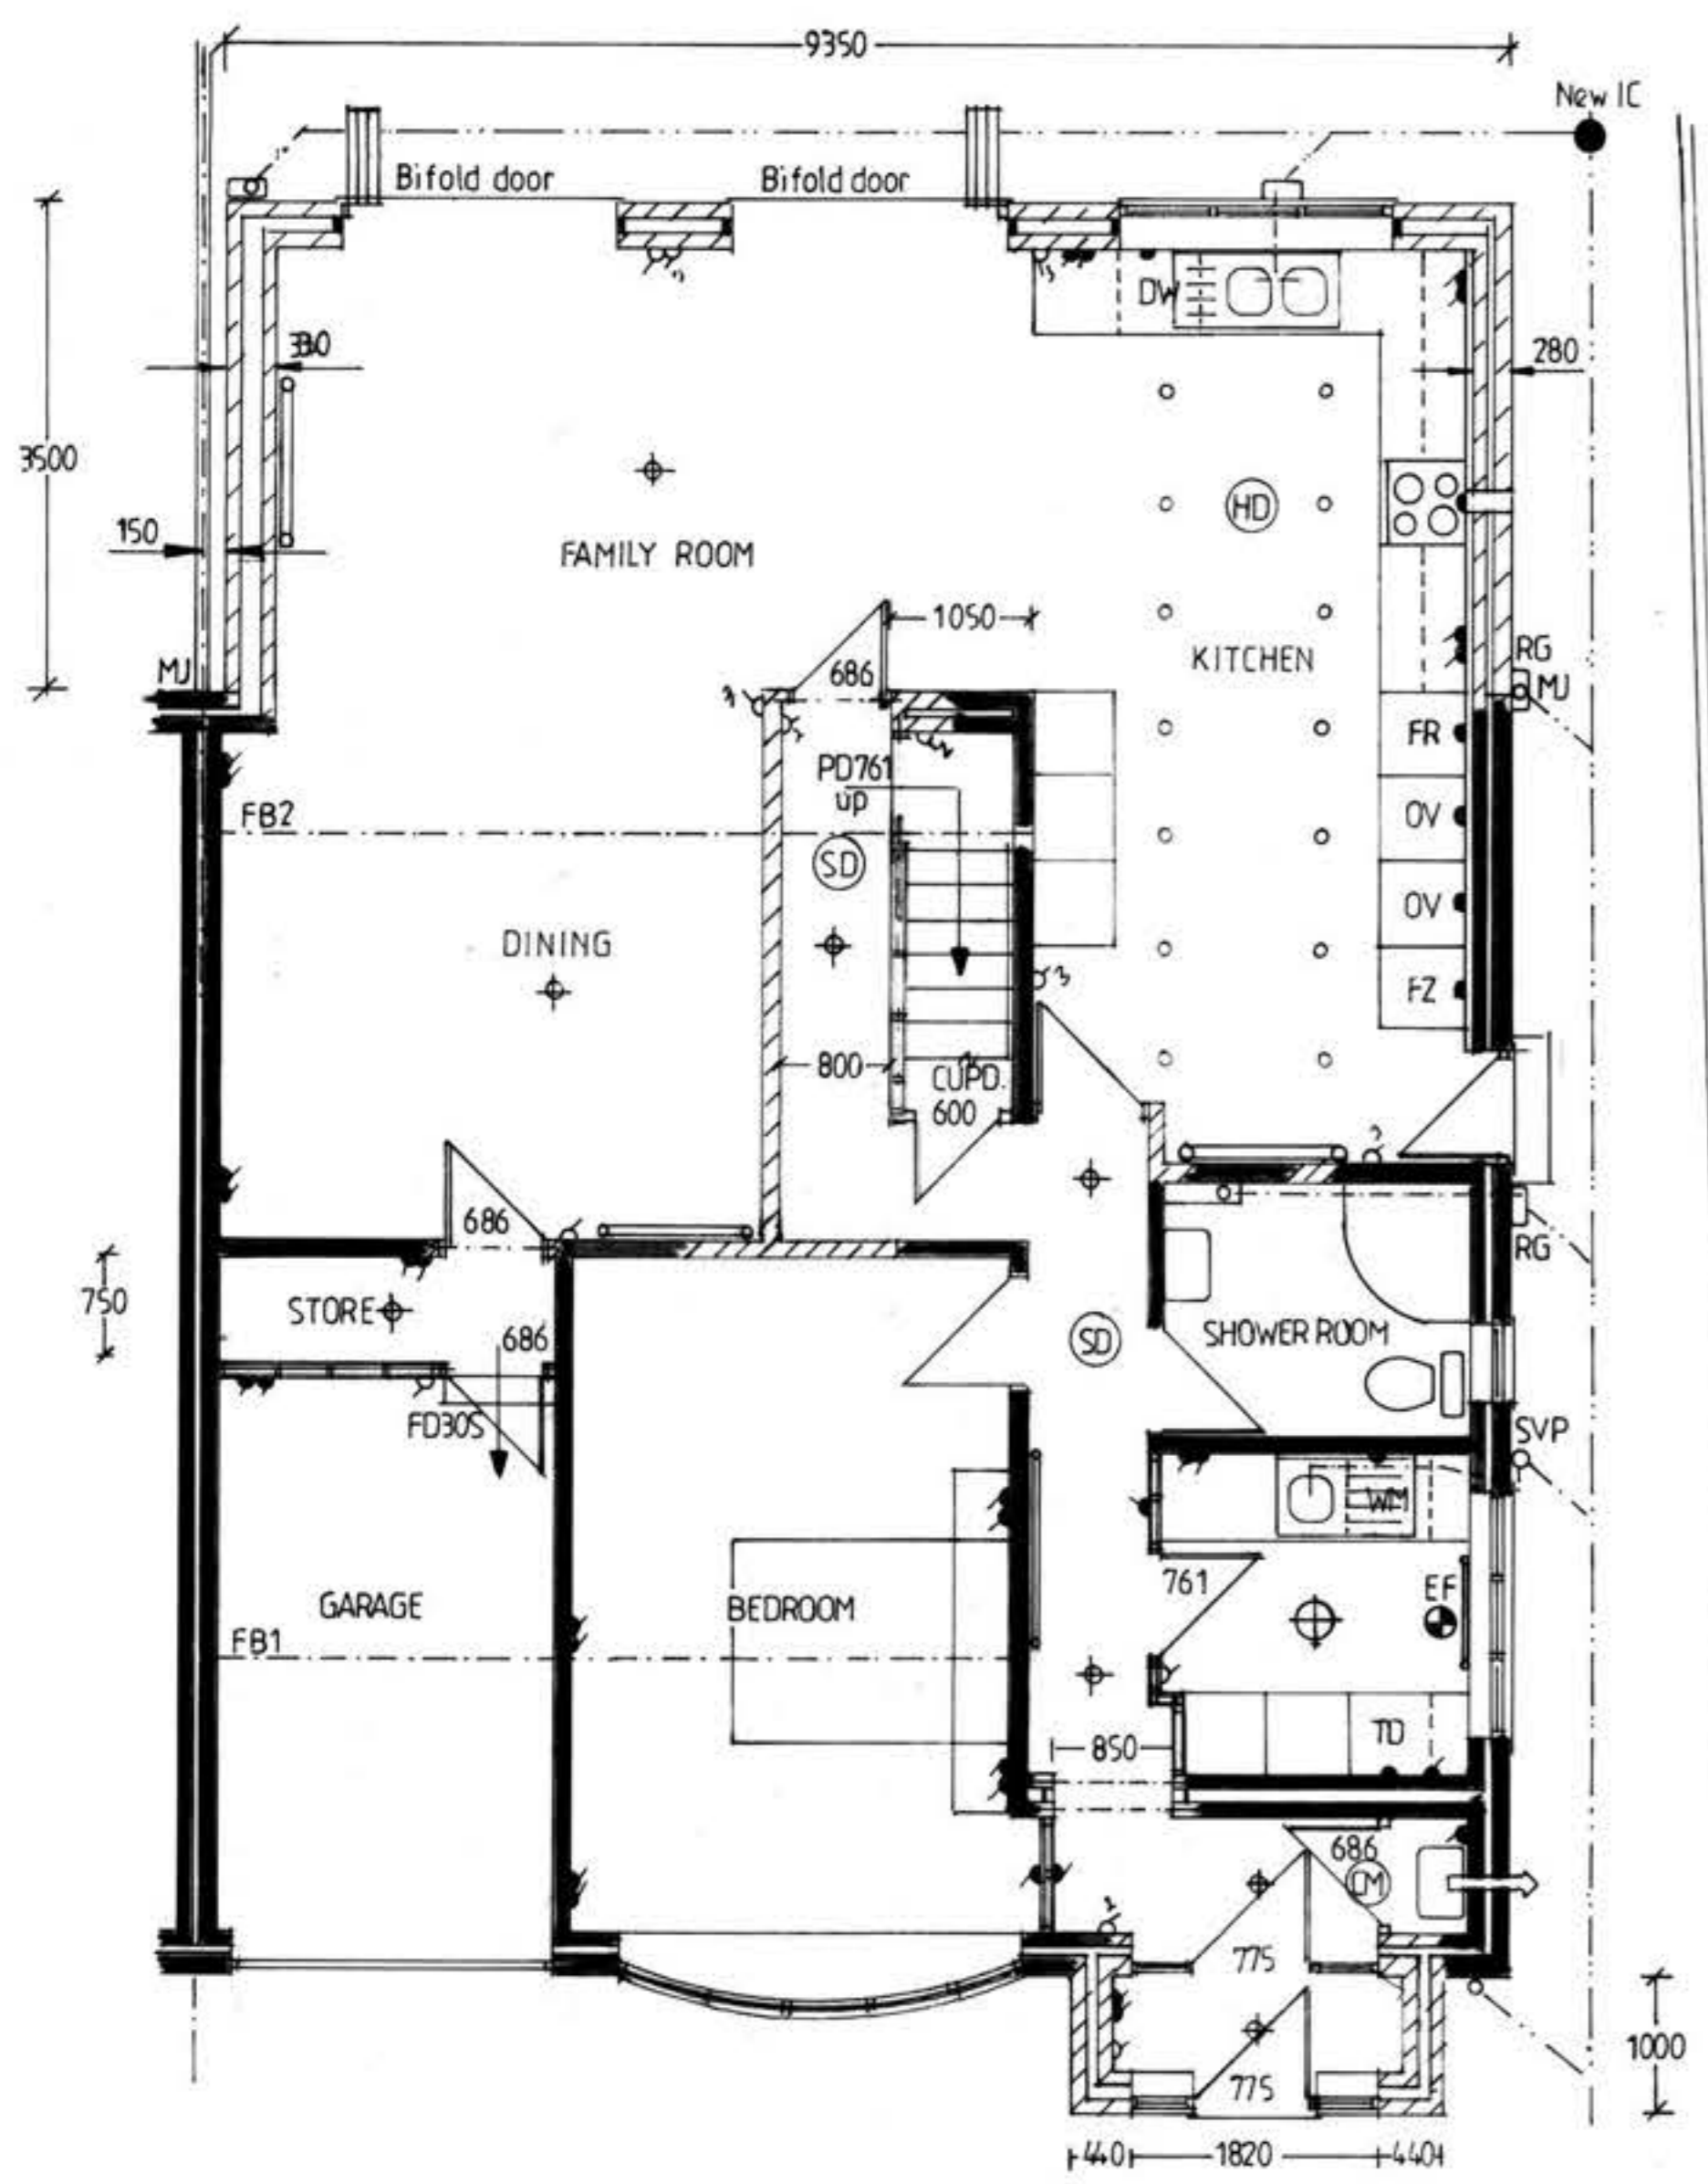 9350
New IC
Bifold door
Bifold door
DW
280
3500
HD
150
FAMILY ROOM
1050
KITCHEN
RG
MJ
686
MJ
3
FR
PD761
up
FB2
OV
SD
OV
DINING
3
FZ
800
CUPD.
600
3
686
RG
750
STORE
686
SD
SHOWER ROOM
FD30S
SVP
WM
761
EF
GARAGE
BEDROOM
FB1
TD
850
686
775
1000
775
440
1820
440